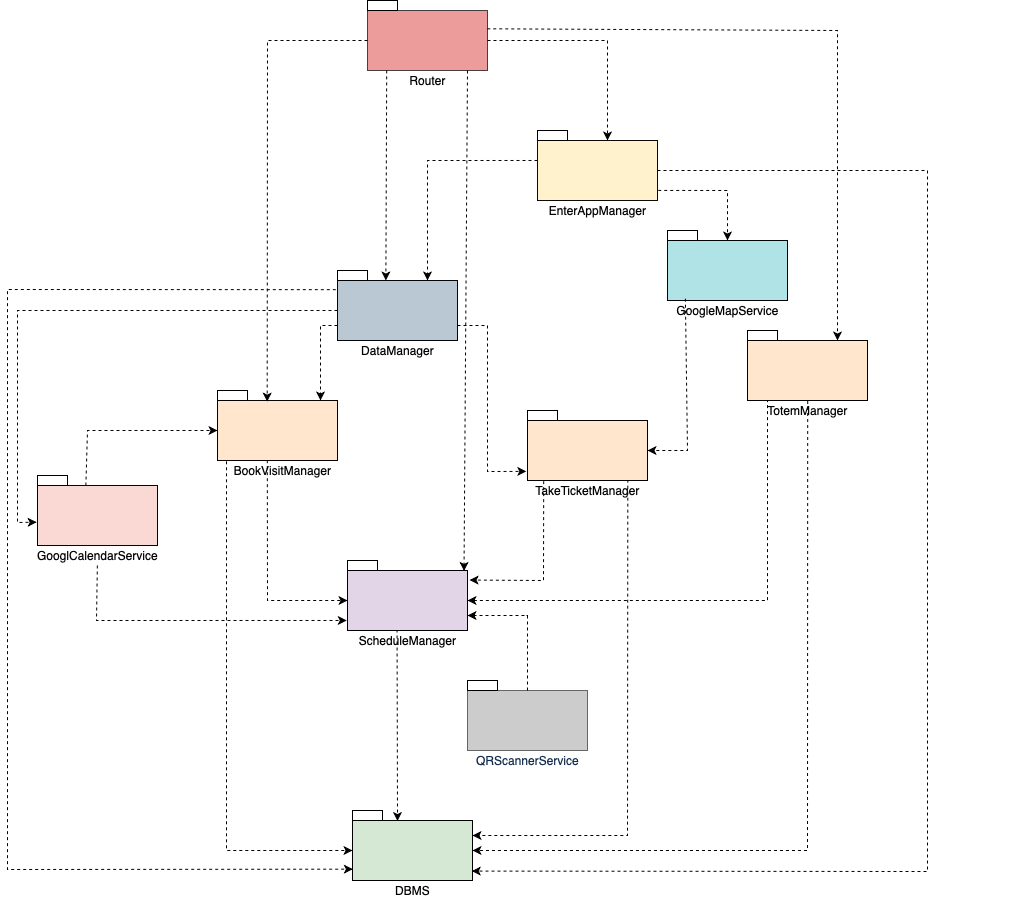 Router
EnterAppManager
GoogleMapService
DataManager
TotemManager
BookVisitManager
TakeTicketManager
GooglCalendarService
ScheduleManager
QRScannerService
DBMS